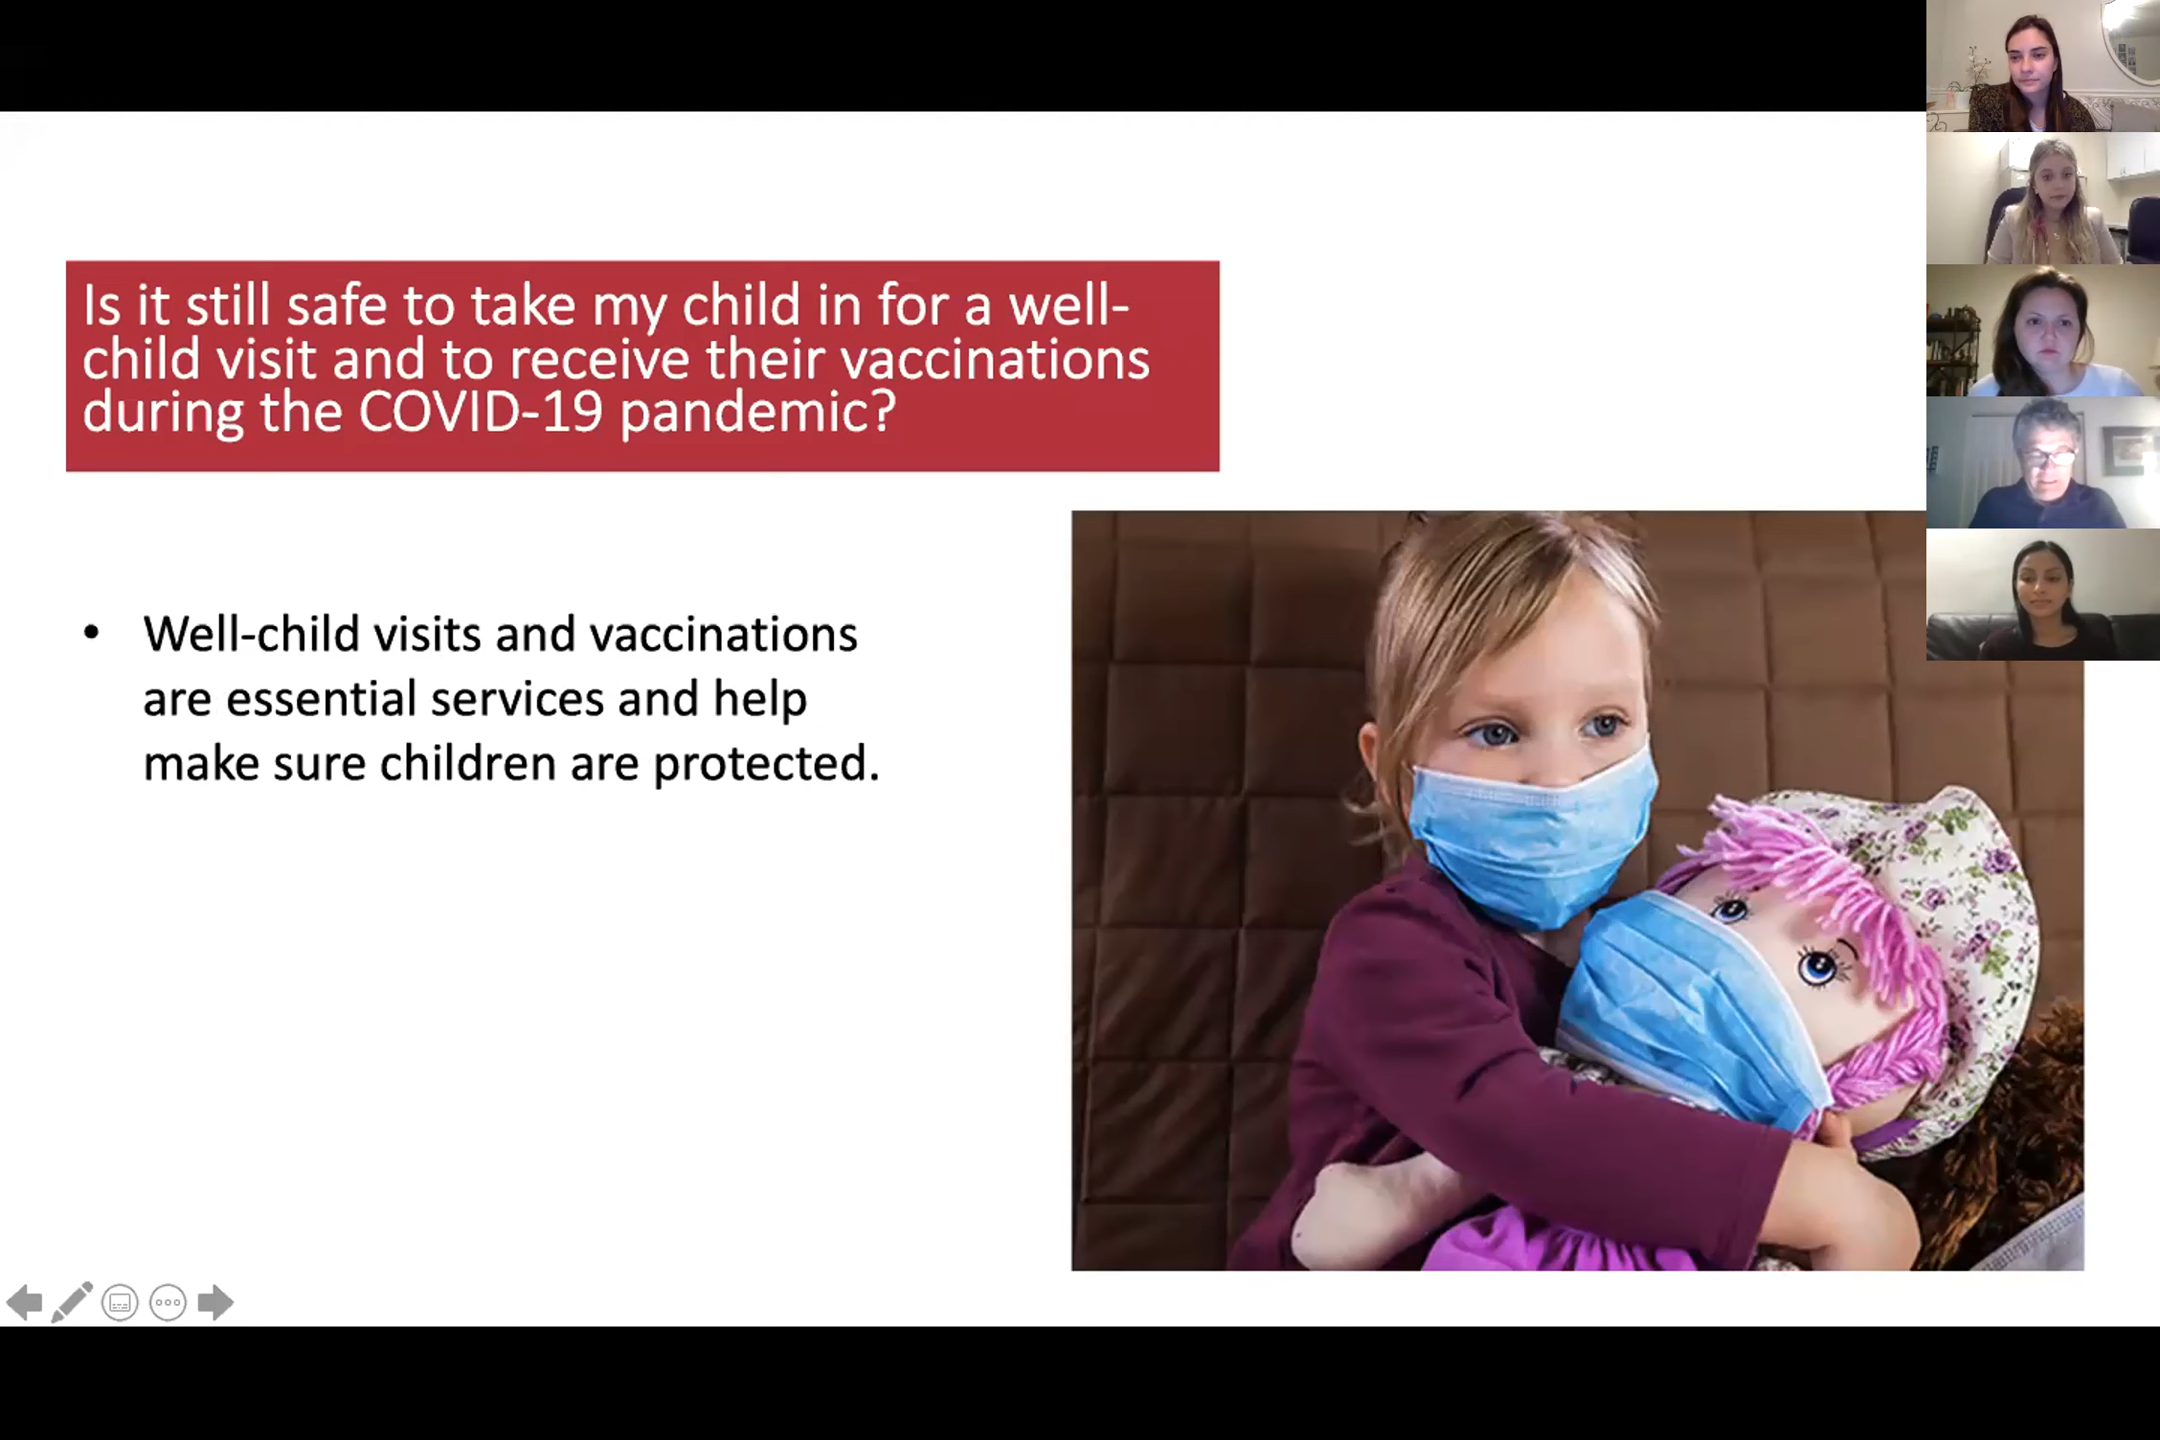 Is it still safe to take my child in for a well-
child visit and to receive their vaccinations
during the COVID-19 pandemic?
• Well-child visits and vaccinations
are essential services and help
make sure children are protected.